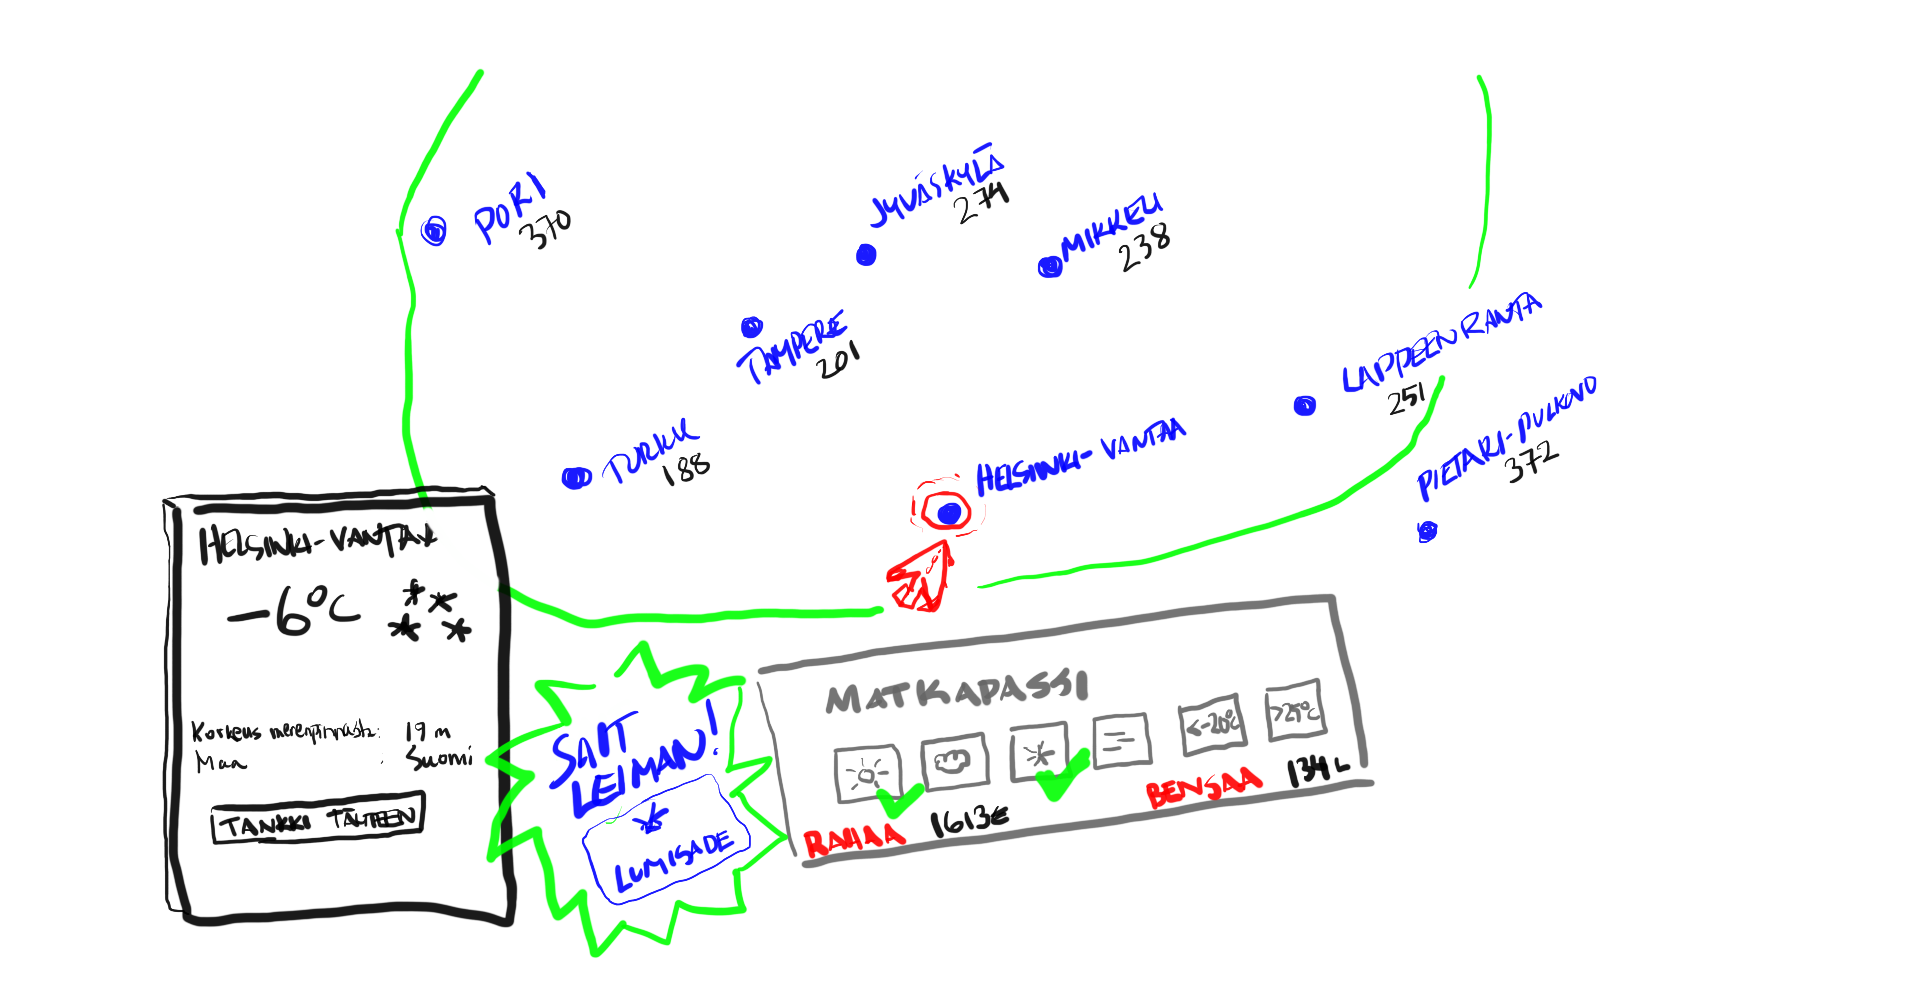 PORI
370
JYVÄSKYLÄ
274
MIKKELI
238
TAMPERE
201
LAPPEENRANTA
251
TURKU
188
HELSINKI-VANTAA
PIETARI-PULKOVO
372
HELSINKI-VANTAA
-6°C ****
Korkeus merenpinnasta: 19 m
Maa : Suomi
TANKKI TÄYTEEN
SAIT
LEIMAN!
*
LUMISADE
MATKAPASSI
<-20°C >25°C
RAHAA 1613€ BENSAA 134L